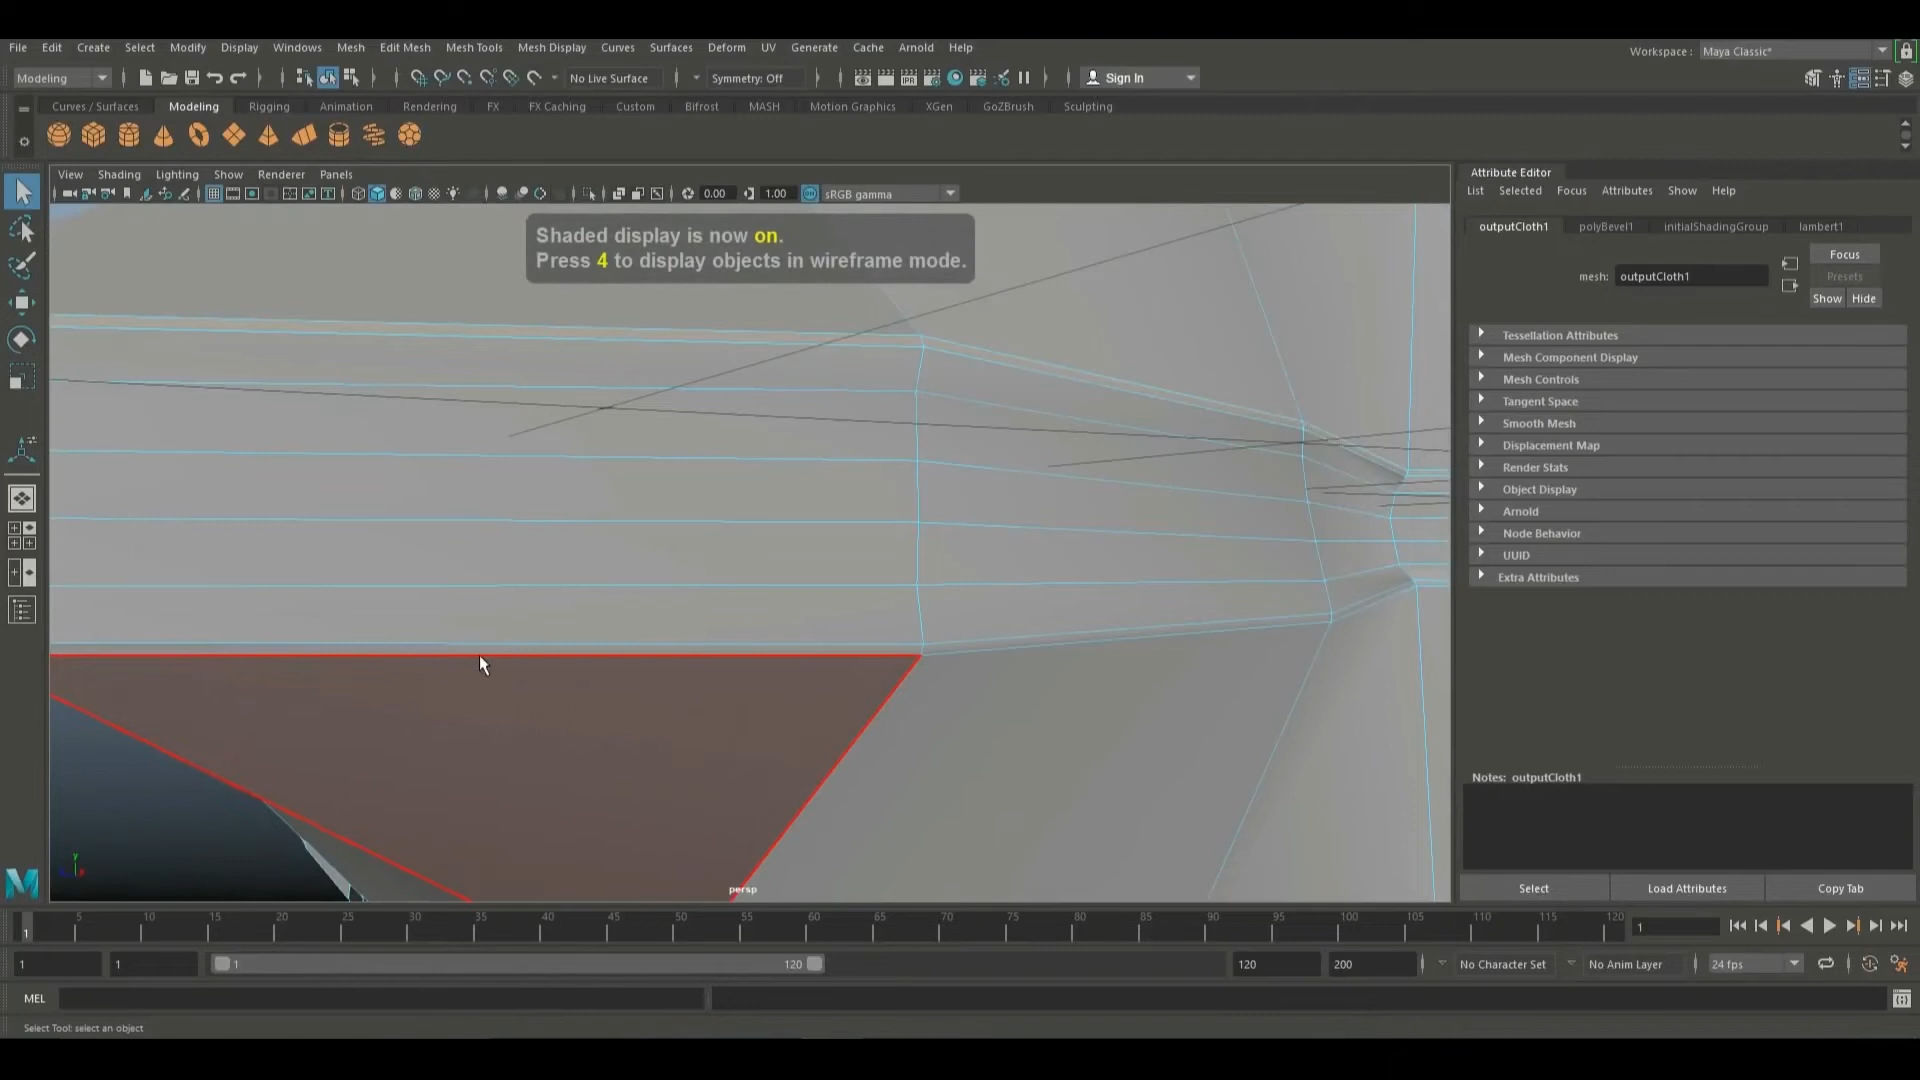 File Edit Create Select Modify Display Windows Mesh Edit Mesh Mesh Tools Mesh Display Curves Surfaces Deform UV Generate Cache Arnold Help
Workspace : Maya Classic*
Modeling
No Live Surface
Symmetry: Off
Sign In
Curves / Surfaces Modeling Rigging Animation Rendering FX FX Caching Custom Bifrost MASH Motion Graphics XGen GoZBrush Sculpting
View Shading Lighting Show Renderer Panels
0.00 1.00 sRGB gamma
Shaded display is now on.
Press 4 to display objects in wireframe mode.
persp
y
Attribute Editor
List Selected Focus Attributes Show Help
outputCloth1 polyBevel1 initialShadingGroup lambert1
mesh: outputCloth1
Focus
Presets
Show Hide
Tessellation Attributes
Mesh Component Display
Mesh Controls
Tangent Space
Smooth Mesh
Displacement Map
Render Stats
Object Display
Arnold
Node Behavior
UUID
Extra Attributes
Notes: outputCloth1
Select Load Attributes Copy Tab
5 10 15 20 25 30 35 40 45 50 55 60 65 70 75 80 85 90 95 100 105 110 115 120
1
1
1 1 1 120 120 200 No Character Set No Anim Layer 24 fps
MEL
Select Tool: select an object